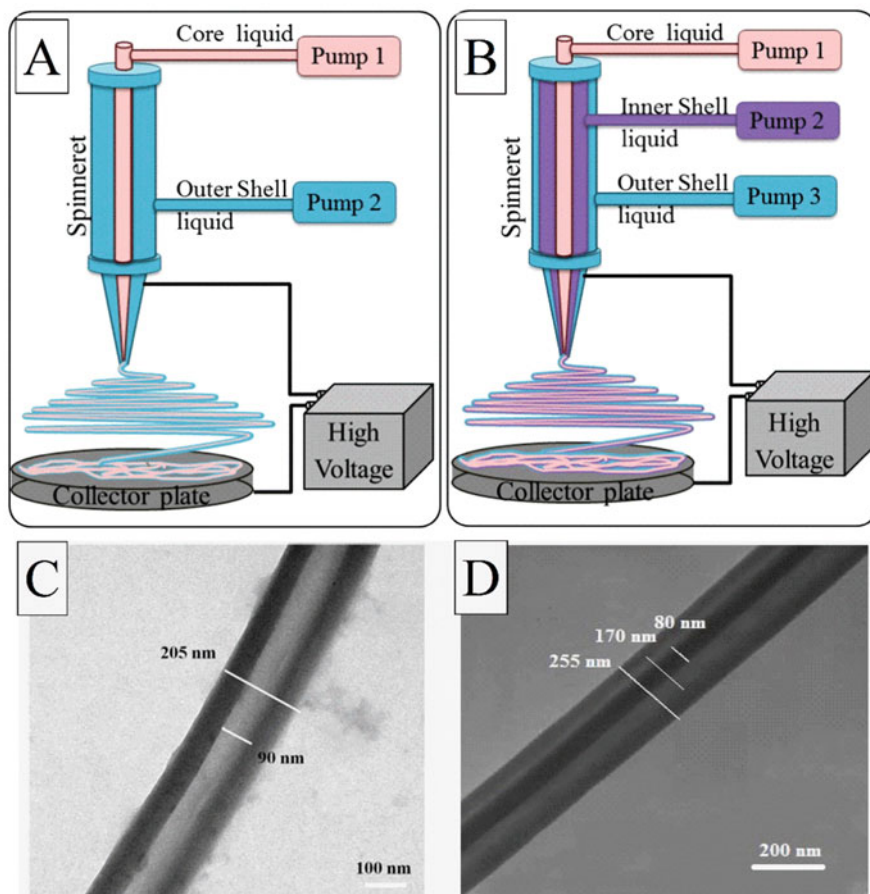 A
Core liquid
Pump 1
Spinneret
Outer Shell
liquid
Pump 2
High
Voltage
Collector plate
B
Core liquid
Pump 1
Inner Shell
liquid
Pump 2
Spinneret
Outer Shell
liquid
Pump 3
High
Voltage
Collector plate
C
205 nm
90 nm
100 nm
D
80 nm
170 nm
255 nm
200 nm